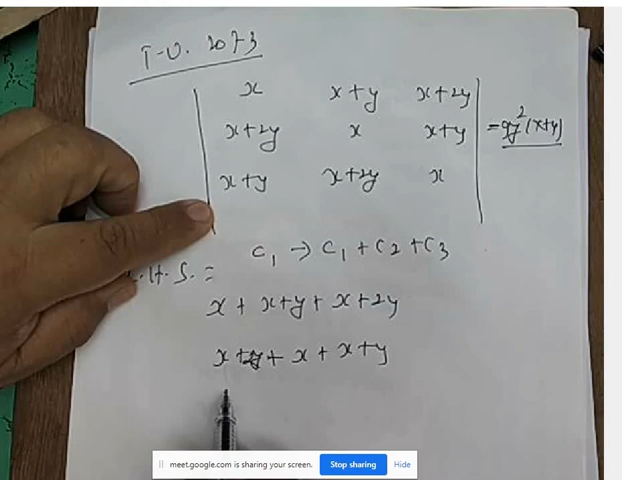 T.U. 2073
x x+y x+2y
x+2y x x+y = 9y²(x+y)
x+y x+2y x
C₁ → C₁ + C₂ + C₃
.H.S. =
x + x+y + x+2y
x+2y + x + x+y
meet.google.com is sharing your screen. Stop sharing Hide